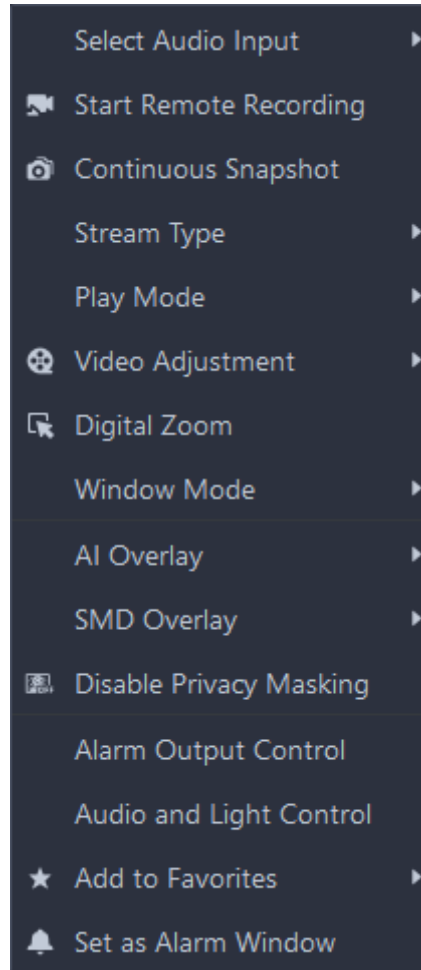 Select Audio Input
Start Remote Recording
Continuous Snapshot
Stream Type
Play Mode
Video Adjustment
Digital Zoom
Window Mode
AI Overlay
SMD Overlay
Disable Privacy Masking
Alarm Output Control
Audio and Light Control
Add to Favorites
Set as Alarm Window